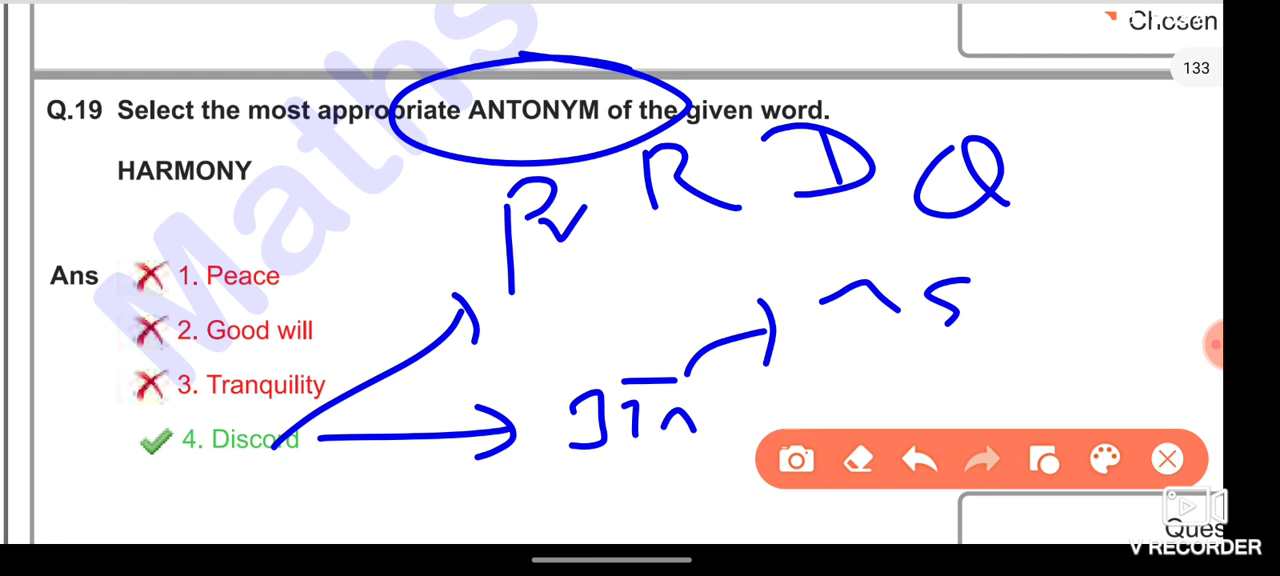 Chosen
133
Q.19 Select the most appropriate ANTONYM of the given word.
HARMONY
P R D Q
Ans 1. Peace
2. Good will
3. Tranquility
4. Discord
Maths
Ques
V RECORDER